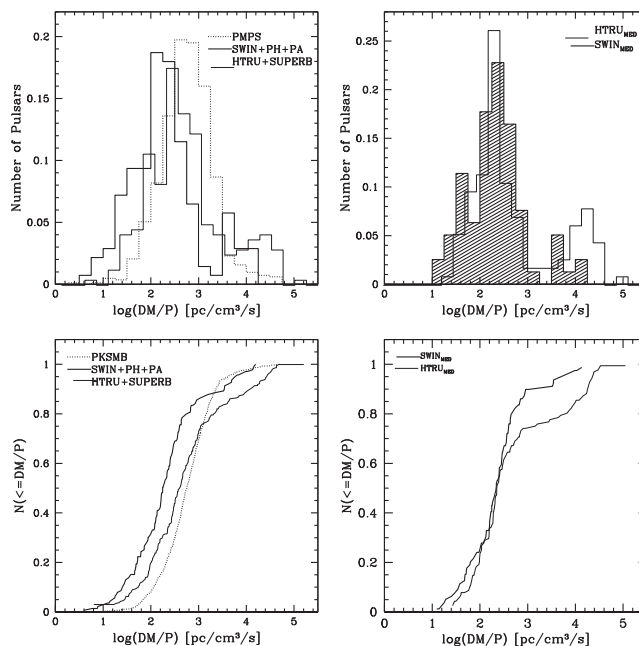 PMPS
SWIN+PH+PA
HTRU+SUPERB
Number of Pulsars
0.2
0.15
0.1
0.05
0
0 1 2 3 4 5
log(DM/P) [pc/cm³/s]
HTRU_MED
SWIN_MED
Number of Pulsars
0.25
0.2
0.15
0.1
0.05
0
0 1 2 3 4 5
log(DM/P) [pc/cm³/s]
PKSMB
SWIN+PH+PA
HTRU+SUPERB
N(<=DM/P)
1
0.8
0.6
0.4
0.2
0
0 1 2 3 4 5
log(DM/P) [pc/cm³/s]
SWIN_MED
HTRU_MED
N(<=DM/P)
1
0.8
0.6
0.4
0.2
0
0 1 2 3 4 5
log(DM/P) [pc/cm³/s]